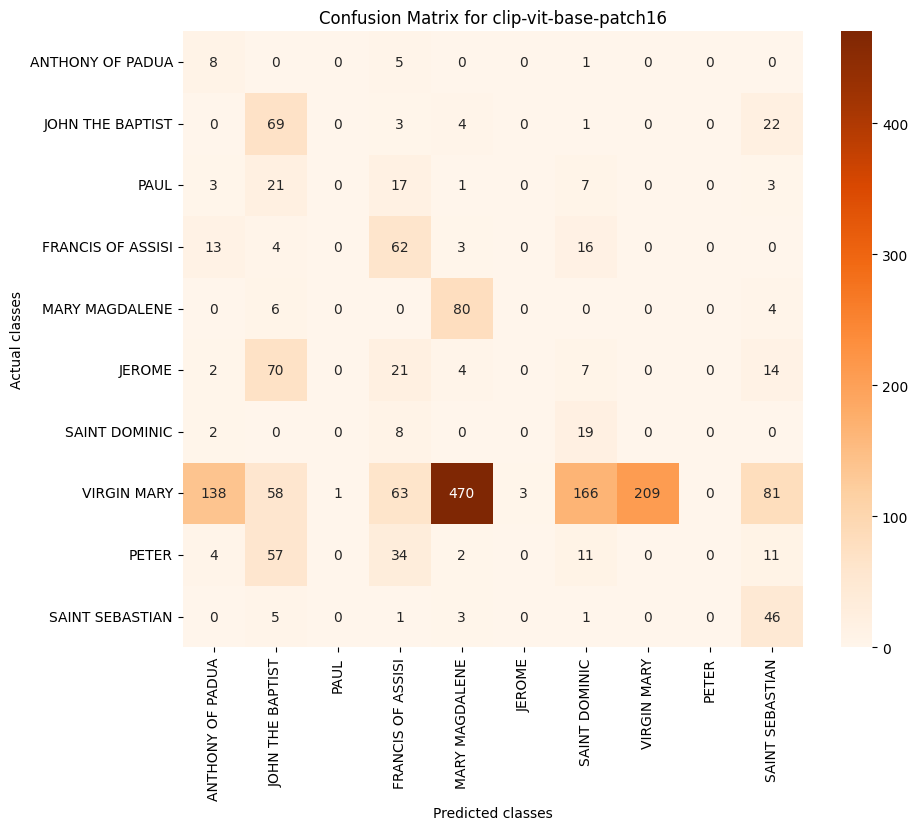 Confusion Matrix for clip-vit-base-patch16
ANTHONY OF PADUA 8 0 0 5 0 0 1 0 0 0
JOHN THE BAPTIST 0 69 0 3 4 0 1 0 0 22
PAUL 3 21 0 17 1 0 7 0 0 3
FRANCIS OF ASSISI 13 4 0 62 3 0 16 0 0 0
MARY MAGDALENE 0 6 0 0 80 0 0 0 0 4
JEROME 2 70 0 21 4 0 7 0 0 14
SAINT DOMINIC 2 0 0 8 0 0 19 0 0 0
VIRGIN MARY 138 58 1 63 470 3 166 209 0 81
PETER 4 57 0 34 2 0 11 0 0 11
SAINT SEBASTIAN 0 5 0 1 3 0 1 0 0 46
Actual classes
ANTHONY OF PADUA
JOHN THE BAPTIST
PAUL
FRANCIS OF ASSISI
MARY MAGDALENE
JEROME
SAINT DOMINIC
VIRGIN MARY
PETER
SAINT SEBASTIAN
Predicted classes
400
300
200
100
0